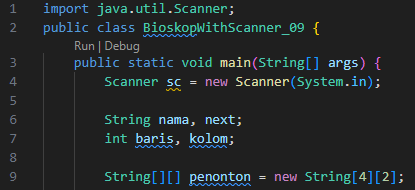 1 import java.util.Scanner;
2 public class BioskopWithScanner_09 {
Run | Debug
3 public static void main(String[] args) {
4 Scanner sc = new Scanner(System.in);
5
6 String nama, next;
7 int baris, kolom;
8
9 String[][] penonton = new String[4][2];